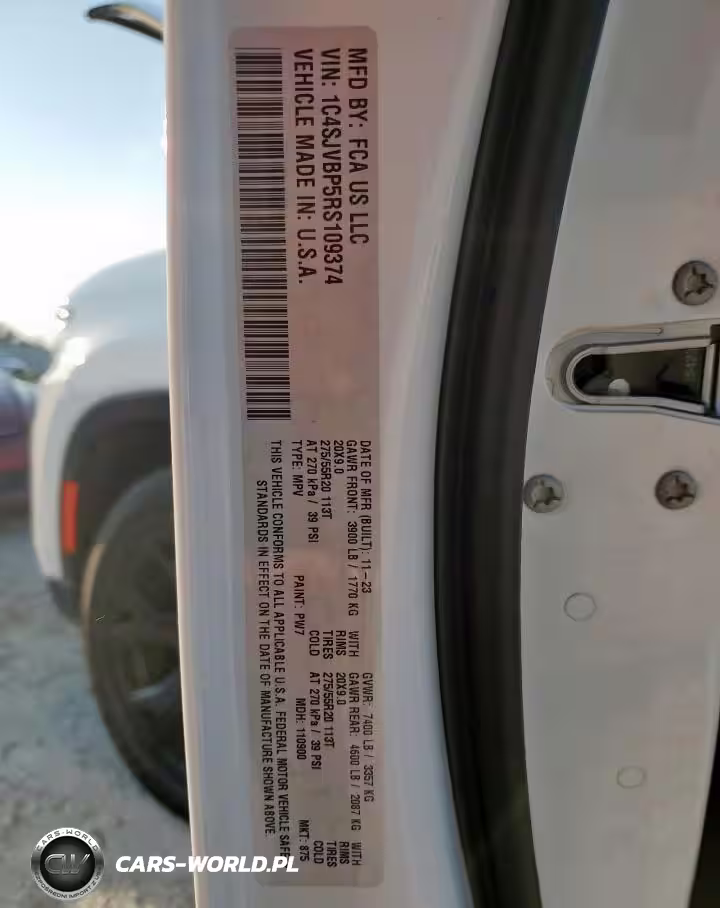 MFD BY: FCA US LLC
VIN: 1C4SJVBP5RS109374
VEHICLE MADE IN: U.S.A.
DATE OF MFR (BUILT): 11-23 GVWR: 7400 LB / 3357 KG
GAWR FRONT: 3900 LB / 1770 KG WITH GAWR REAR: 4600 LB / 2087 KG WITH
20X9.0 RIMS 20X9.0 RIMS
275/55R20 113T TIRES 275/55R20 113T TIRES
AT 270 kPa / 39 PSI COLD AT 270 kPa / 39 PSI COLD
TYPE: MPV PAINT: PW7 MDH: 110900 MKT: 875
THIS VEHICLE CONFORMS TO ALL APPLICABLE U.S.A. FEDERAL MOTOR VEHICLE
STANDARDS IN EFFECT ON THE DATE OF MANUFACTURE SHOWN ABOVE.
CARS-WORLD
CW
CARS-WORLD.PL